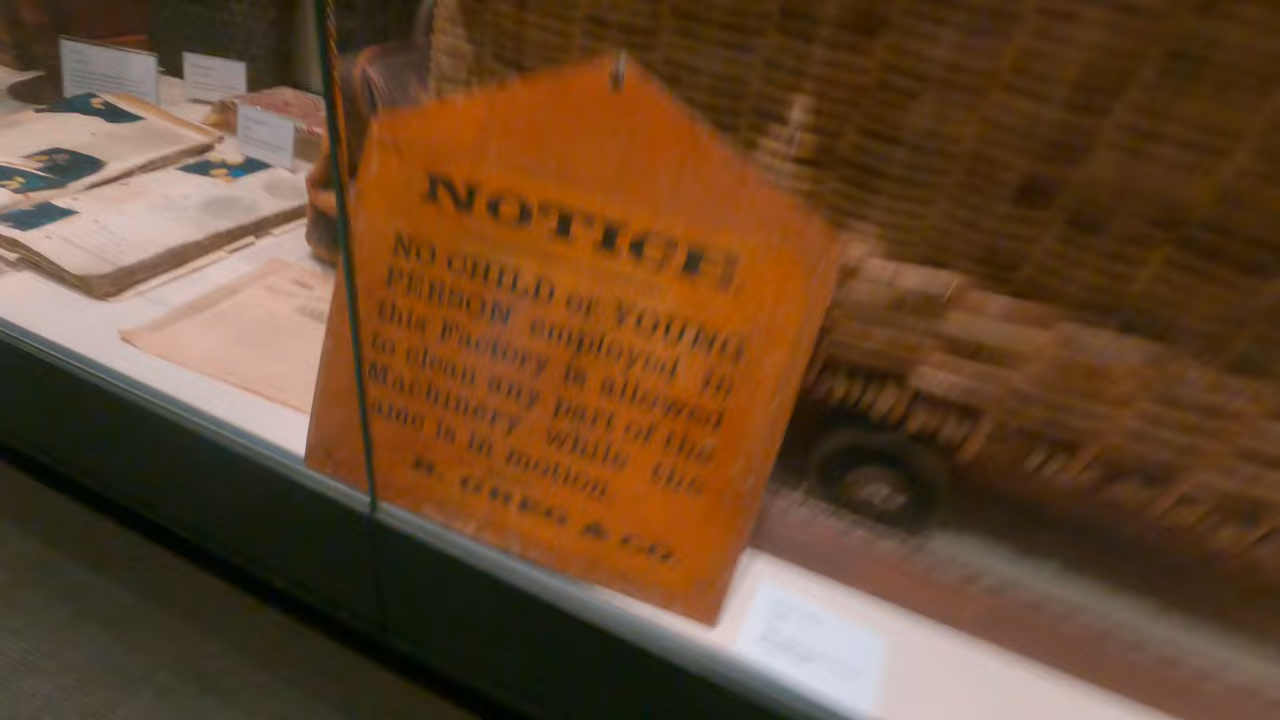 NOTICE
NO CHILD or YOUNG
PERSON employed in
this Factory is allowed
to clean any part of the
Machinery while the
same is in motion.
R. GREG & CO.